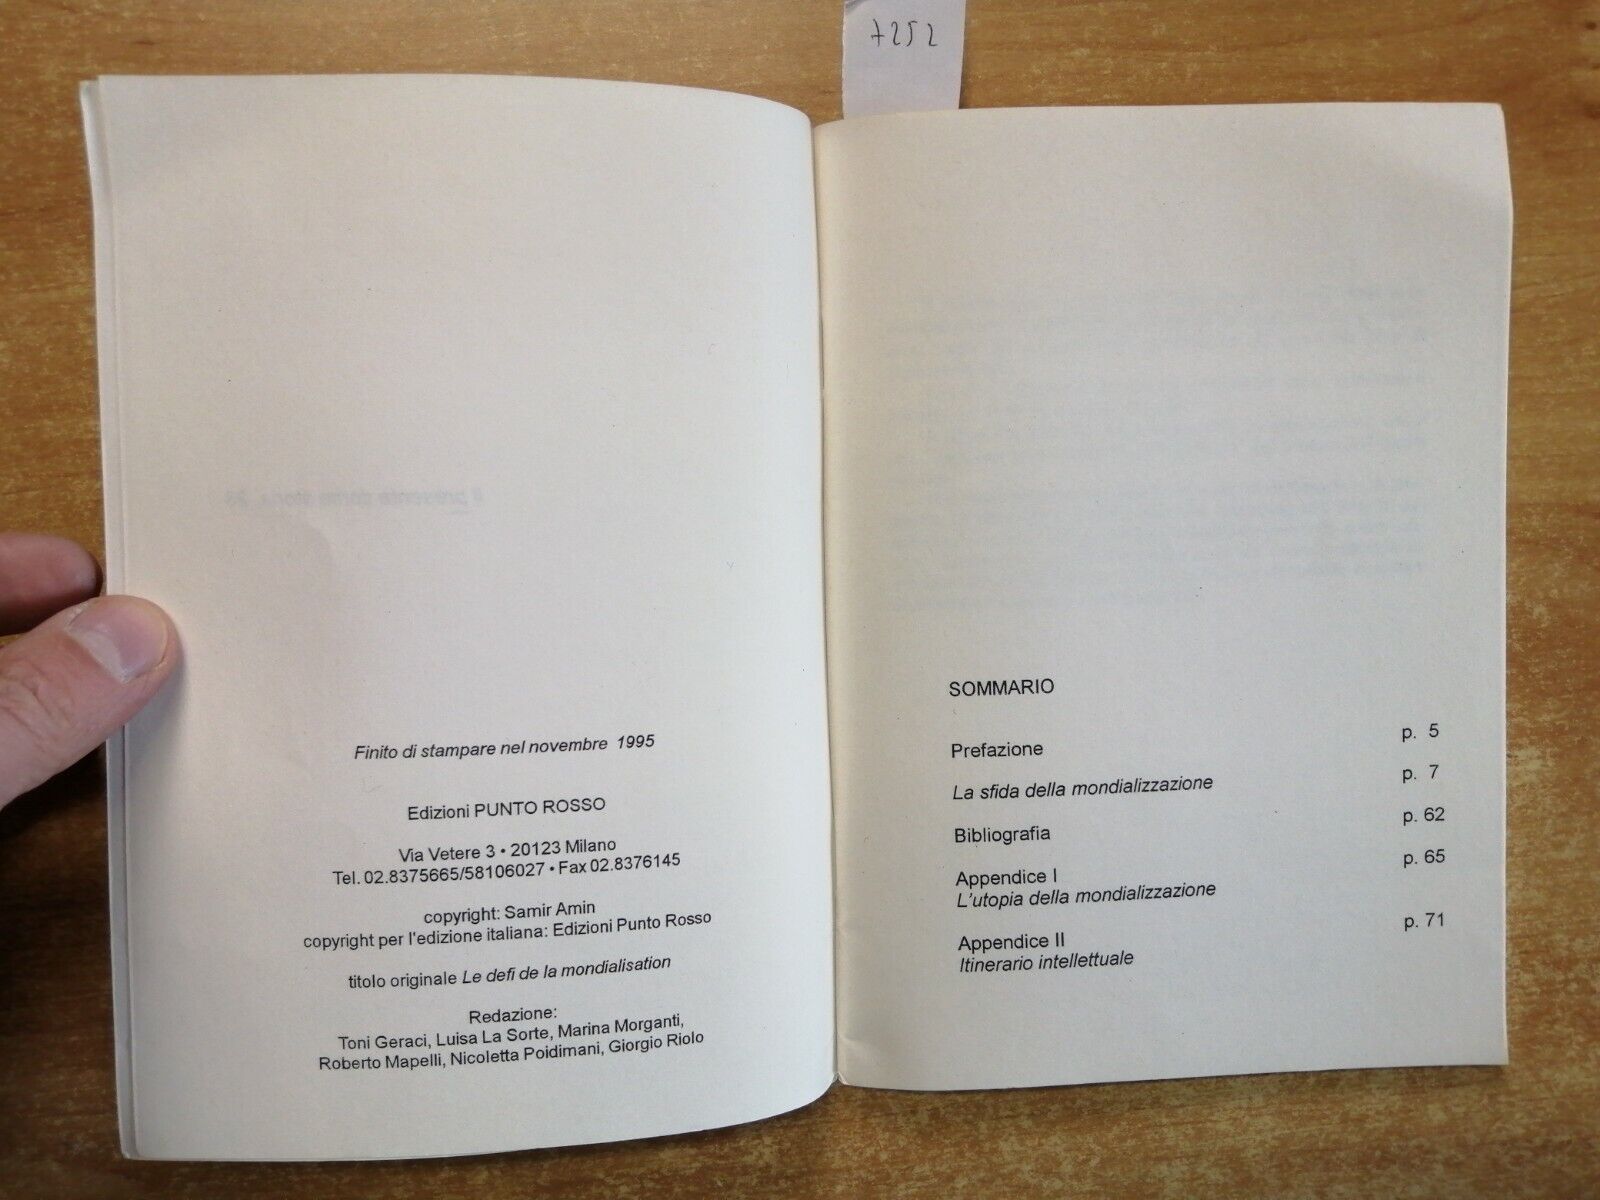 7252
Finito di stampare nel novembre 1995
Edizioni PUNTO ROSSO
Via Vetere 3 • 20123 Milano
Tel. 02.8375665/58106027 • Fax 02.8376145
copyright: Samir Amin
copyright per l'edizione italiana: Edizioni Punto Rosso
titolo originale Le defi de la mondialisation
Redazione:
Toni Geraci, Luisa La Sorte, Marina Morganti,
Roberto Mapelli, Nicoletta Poidimani, Giorgio Riolo
SOMMARIO
Prefazione p. 5
La sfida della mondializzazione p. 7
Bibliografia p. 62
Appendice I p. 65
L'utopia della mondializzazione
Appendice II p. 71
Itinerario intellettuale